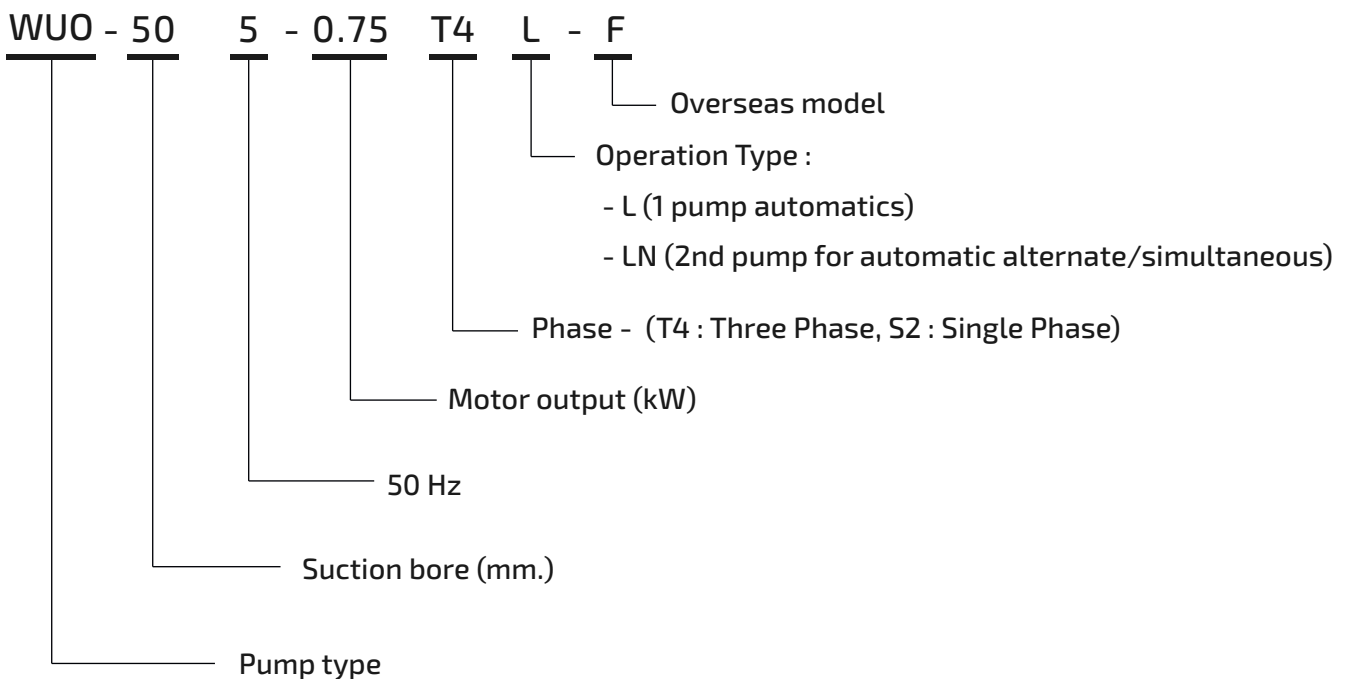 WUO - 50 5 - 0.75 T4 L - F
Overseas model
Operation Type :
- L (1 pump automatics)
- LN (2nd pump for automatic alternate/simultaneous)
Phase - (T4 : Three Phase, S2 : Single Phase)
Motor output (kW)
50 Hz
Suction bore (mm.)
Pump type